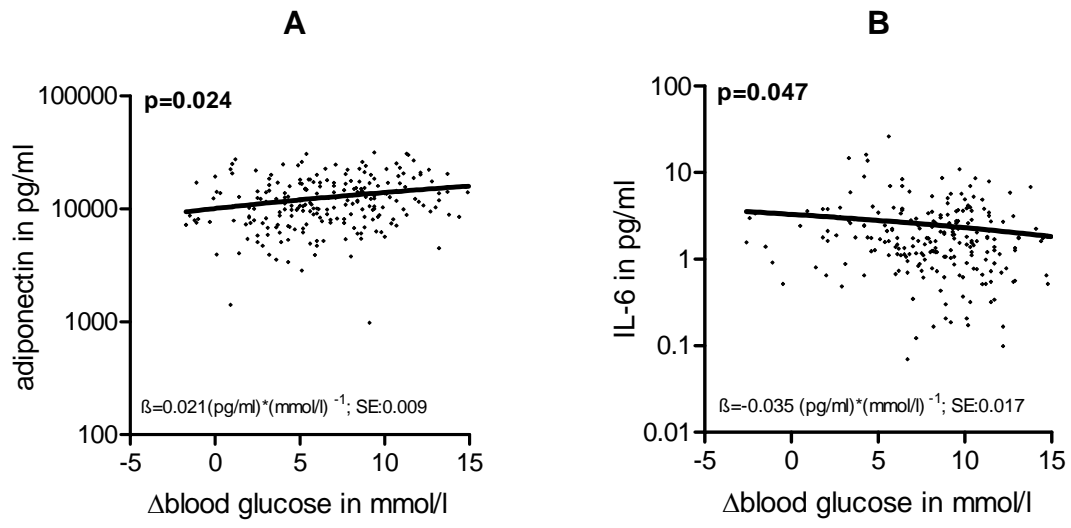 A
p=0.024
adiponectin in pg/ml
100000
10000
1000
100
ß=0.021(pg/ml)*(mmol/l) -1; SE:0.009
-5 0 5 10 15
Δblood glucose in mmol/l
B
p=0.047
IL-6 in pg/ml
100
10
1
0.1
0.01
ß=-0.035 (pg/ml)*(mmol/l) -1; SE:0.017
-5 0 5 10 15
Δblood glucose in mmol/l